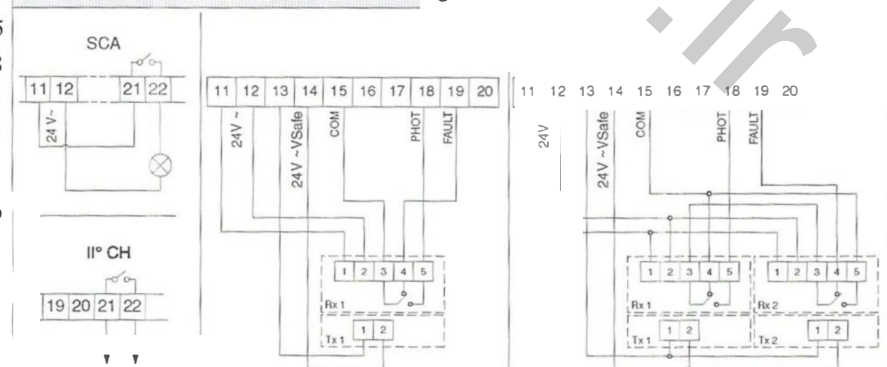 SCA
11 12 21 22
24 V~
IIº CH
19 20 21 22
11 12 13 14 15 16 17 18 19 20
24V ~
24V ~ VSafe
COM
PHOT
FAULT
1 2 3 4 5
Rx 1
1 2
Tx 1
11 12 13 14 15 16 17 18 19 20
24V
24V ~ VSafe
COM
PHOT
FAULT
1 2 3 4 5
Rx 1
1 2 3 4 5
Rx 2
1 2
Tx 1
1 2
Tx 2
.ir